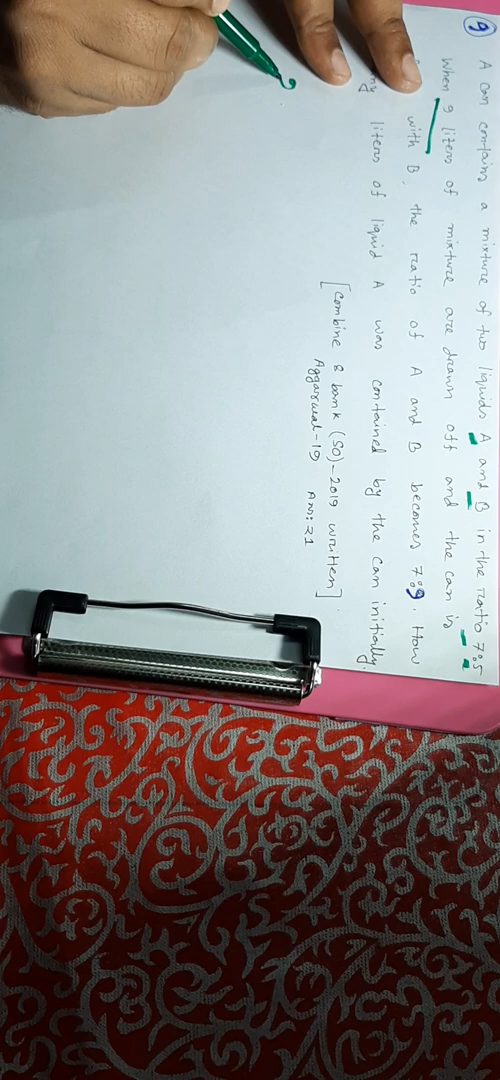 9 A can contains a mixture of two liquids A and B in the ratio 7:5
When 9 liters of mixture are drawn off and the can is
with B, the ratio of A and B becomes 7:9. How
liters of liquid A was contained by the can initially.
[combine 8 bank (SO)-2019 written]
Aggarwal-19 Ans: 21